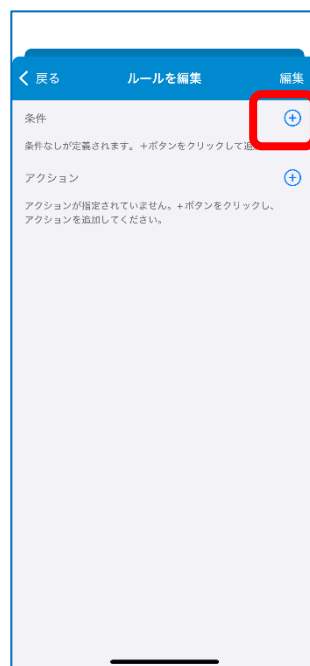 戻る ルールを編集 編集
条件
条件なしが定義されます。+ボタンをクリックして追
アクション
アクションが指定されていません。+ボタンをクリックし、
アクションを追加してください。